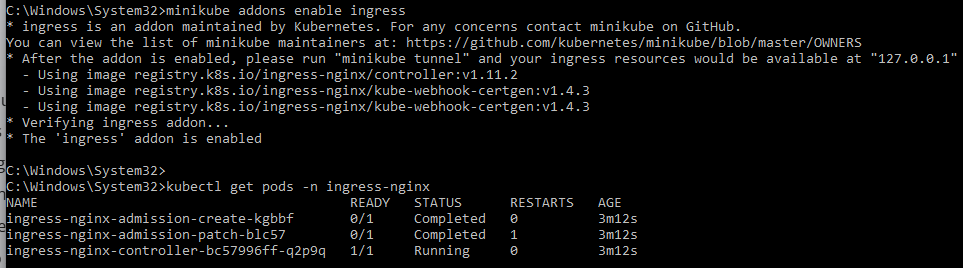 C:\Windows\System32>minikube addons enable ingress
* ingress is an addon maintained by Kubernetes. For any concerns contact minikube on GitHub.
You can view the list of minikube maintainers at: https://github.com/kubernetes/minikube/blob/master/OWNERS
* After the addon is enabled, please run "minikube tunnel" and your ingress resources would be available at "127.0.0.1"
  - Using image registry.k8s.io/ingress-nginx/controller:v1.11.2
  - Using image registry.k8s.io/ingress-nginx/kube-webhook-certgen:v1.4.3
  - Using image registry.k8s.io/ingress-nginx/kube-webhook-certgen:v1.4.3
* Verifying ingress addon...
* The 'ingress' addon is enabled
C:\Windows\System32>
C:\Windows\System32>kubectl get pods -n ingress-nginx
NAME                                       READY   STATUS      RESTARTS   AGE
ingress-nginx-admission-create-kgbbf       0/1     Completed   0          3m12s
ingress-nginx-admission-patch-blc57        0/1     Completed   1          3m12s
ingress-nginx-controller-bc57996ff-q2p9q   1/1     Running     0          3m12s